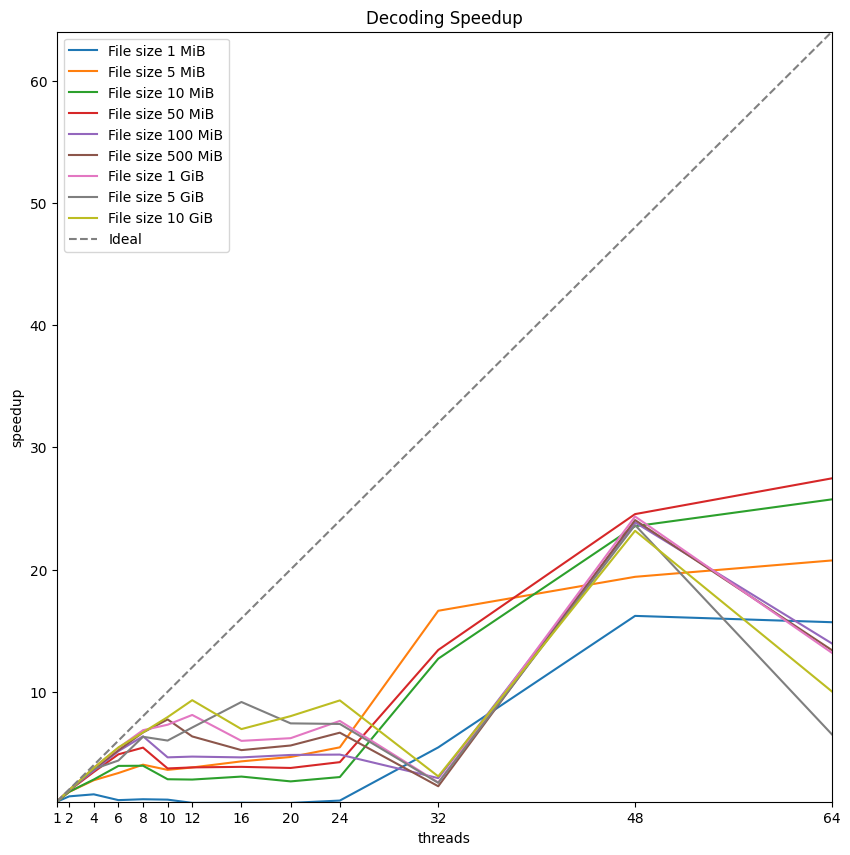 Decoding Speedup
File size 1 MiB
File size 5 MiB
File size 10 MiB
File size 50 MiB
File size 100 MiB
File size 500 MiB
File size 1 GiB
File size 5 GiB
File size 10 GiB
Ideal
60
50
40
30
20
10
speedup
1 2 4 6 8 10 12 16 20 24 32 48 64
threads